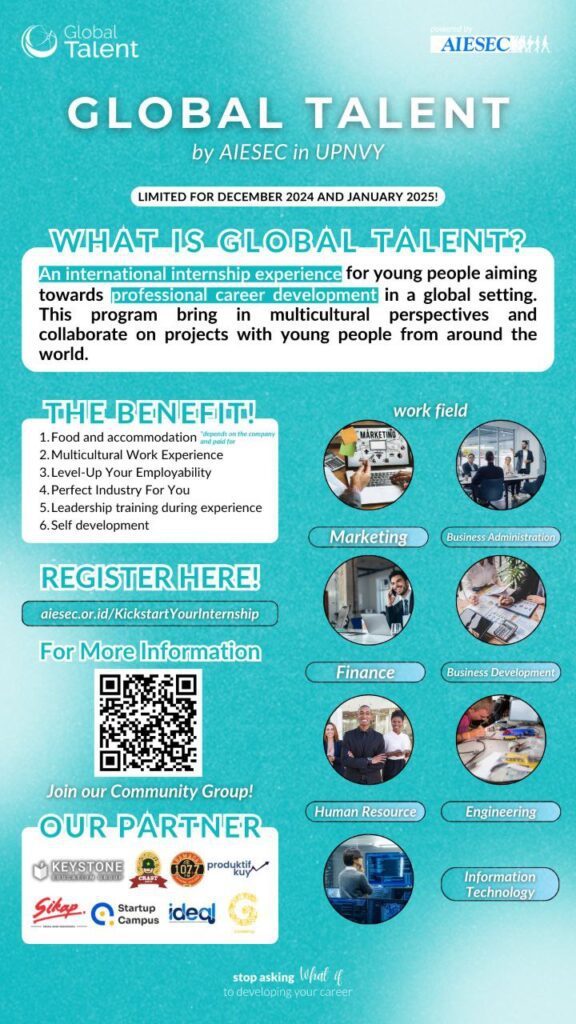 Global
Talent
powered by
AIESEC
GLOBAL TALENT
by AIESEC in UPNVY
LIMITED FOR DECEMBER 2024 AND JANUARY 2025!
WHAT IS GLOBAL TALENT?
An international internship experience for young people aiming
towards professional career development in a global setting.
This program bring in multicultural perspectives and
collaborate on projects with young people from around the
world.
THE BENEFIT!
1. Food and accommodation *depends on the company
and paid for
2. Multicultural Work Experience
3. Level-Up Your Employability
4. Perfect Industry For You
5. Leadership training during experience
6. Self development
REGISTER HERE!
aiesec.or.id/KickstartYourInternship
For More Information
Join our Community Group!
OUR PARTNER
KEYSTONE
EDUCATION GROUP
CRAST
1077
produktif
kuy
Sikap
Startup
Campus
ideal
work field
MARKETING
Marketing
Business Administration
Finance
Business Development
Human Resource
Engineering
Information
Technology
stop asking What if
to developing your career